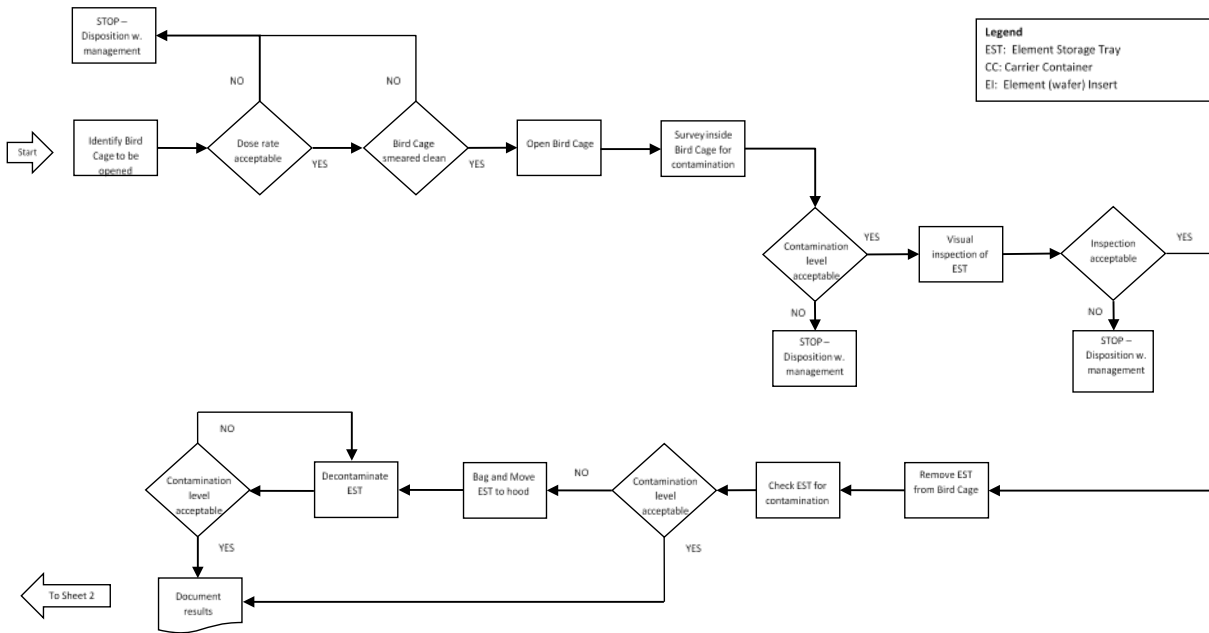 STOP –
Disposition w.
management
Legend
EST:  Element Storage Tray
CC: Carrier Container
EI:  Element (wafer) Insert
NO
NO
Start
Identify Bird
Cage to be
opened
Dose rate
acceptable
YES
Bird Cage
smeared clean
YES
Open Bird Cage
Survey inside
Bird Cage for
contamination
Contamination
level
acceptable
YES
Visual
inspection of
EST
Inspection
acceptable
YES
NO
STOP –
Disposition w.
management
NO
STOP –
Disposition w.
management
Remove EST
from Bird Cage
Check EST for
contamination
Contamination
level
acceptable
NO
Bag and Move
EST to hood
Decontaminate
EST
NO
Contamination
level
acceptable
YES
YES
Document
results
To Sheet 2